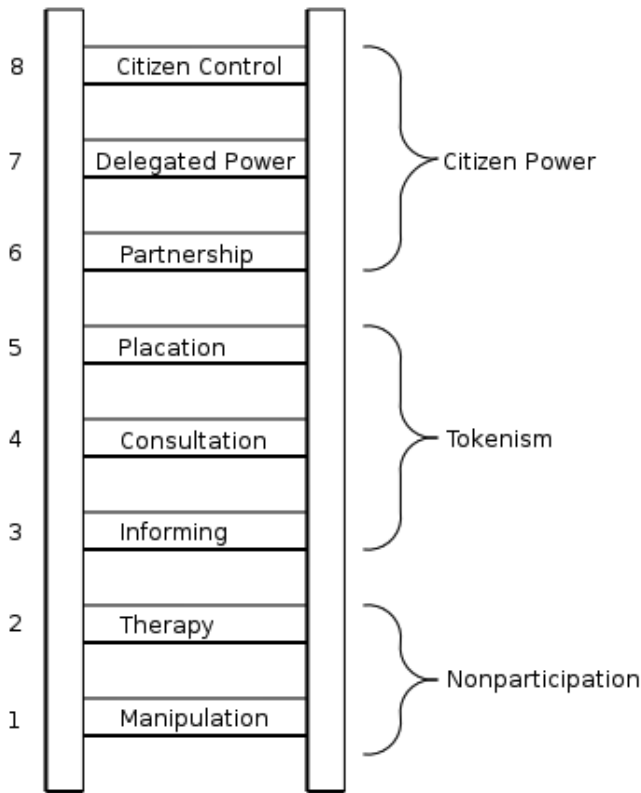 8 Citizen Control
7 Delegated Power Citizen Power
6 Partnership
5 Placation
4 Consultation Tokenism
3 Informing
2 Therapy
Nonparticipation
1 Manipulation